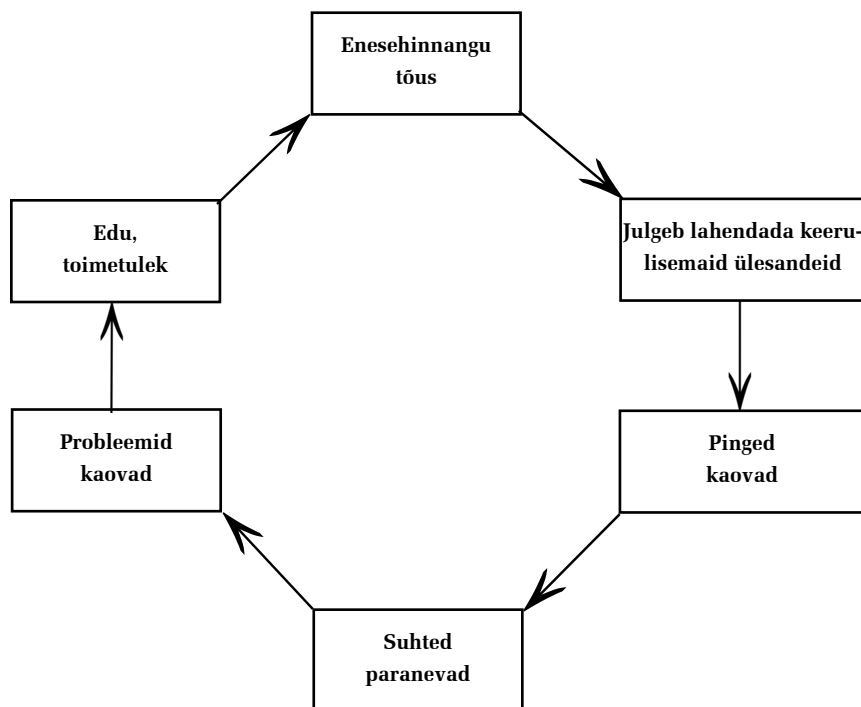 Enesehinnangu
tõus
Julgeb lahendada keeru-
lisemaid ülesandeid
Pinged
kaovad
Suhted
paranevad
Probleemid
kaovad
Edu,
toimetulek